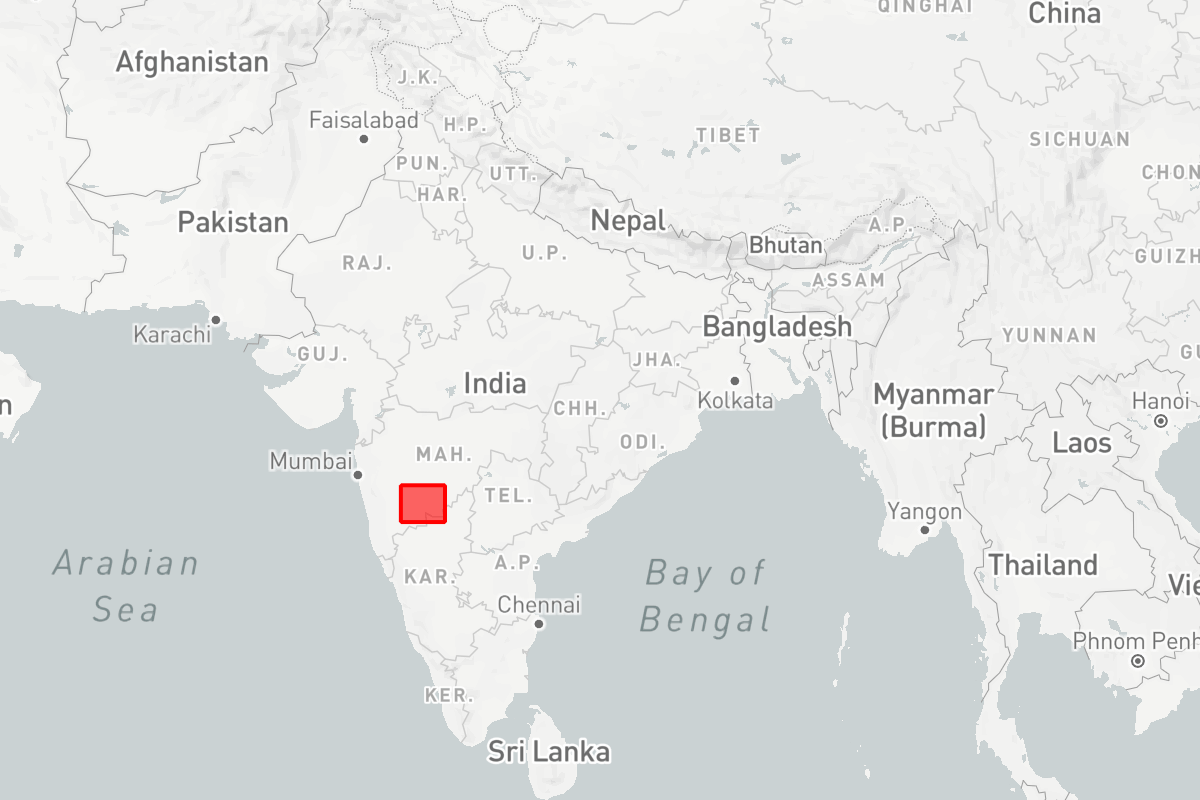 QINGHAI
China
Afghanistan
J.K.
Faisalabad
H.P.
TIBET
SICHUAN
PUN.
UTT.
CHON
HAR.
Pakistan
Nepal
A.P.
Bhutan
RAJ.
U.P.
GUIZH
ASSAM
Karachi
Bangladesh
YUNNAN
GUJ.
JHA.
GU
India
Kolkata
Myanmar
(Burma)
Hanoi
n
CHH.
ODI.
Laos
MAH.
Mumbai
TEL.
Yangon
Arabian
Sea
A.P.
Bay of
Bengal
Thailand
KAR.
Vie
Chennai
Phnom Penh
KER.
Sri Lanka